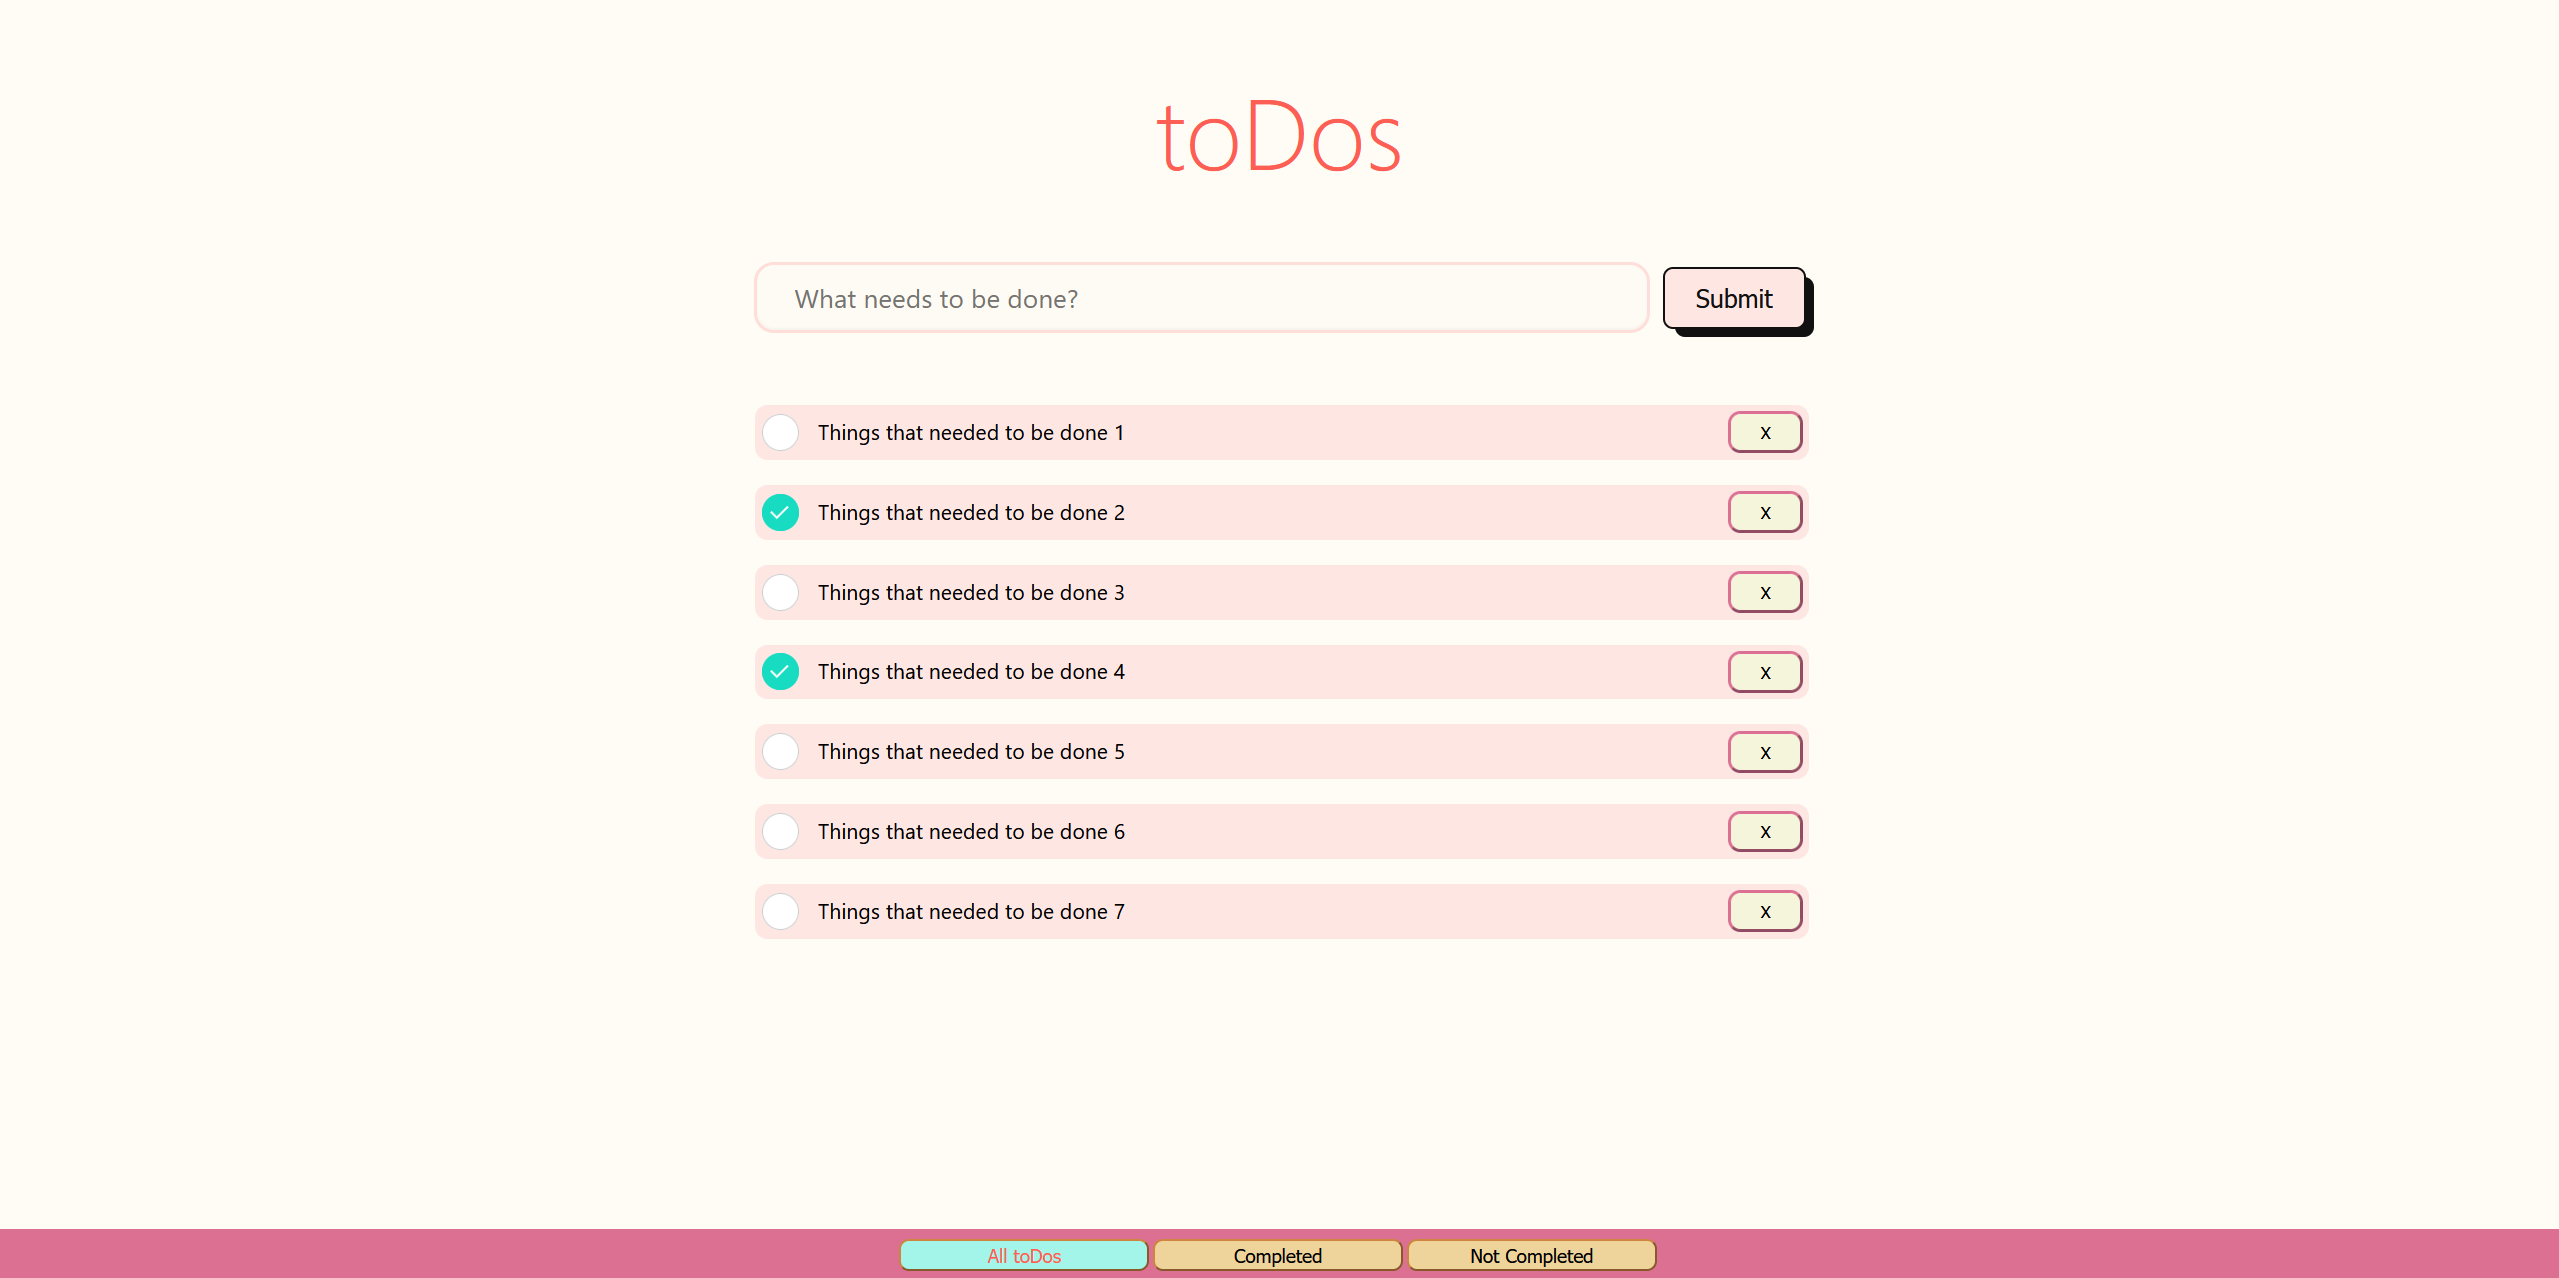 toDos
What needs to be done? Submit
Things that needed to be done 1 x
Things that needed to be done 2 x
Things that needed to be done 3 x
Things that needed to be done 4 x
Things that needed to be done 5 x
Things that needed to be done 6 x
Things that needed to be done 7 x
All toDos Completed Not Completed